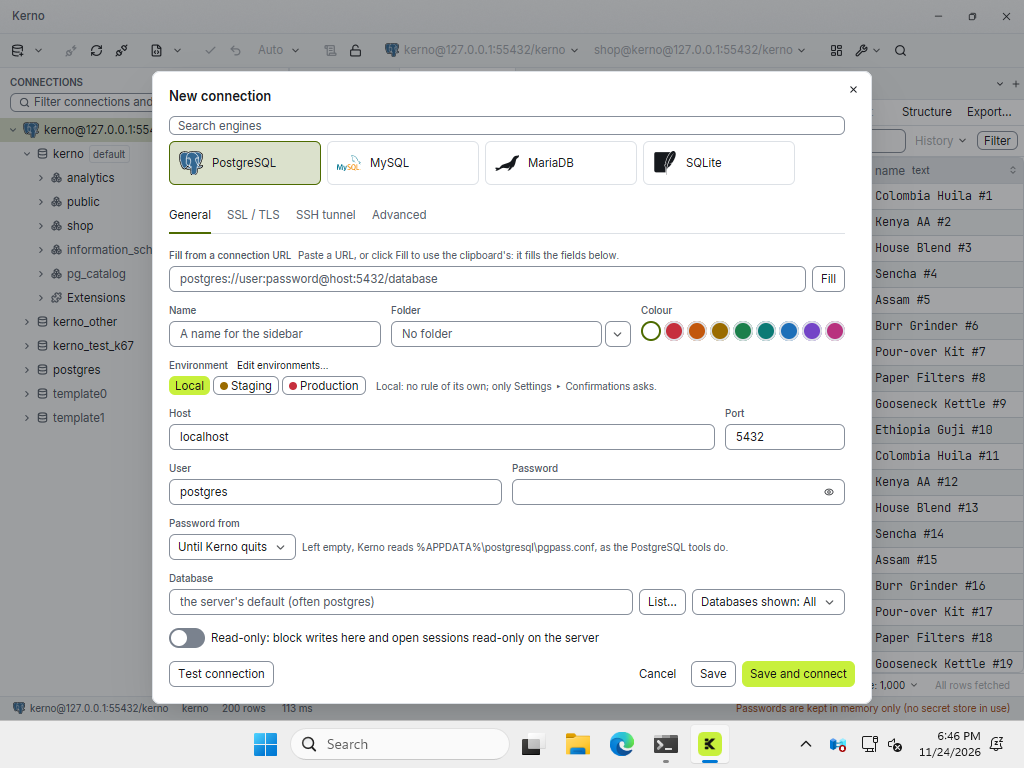 Kerno
Auto
kerno@127.0.0.1:55432/kerno
shop@kerno@127.0.0.1:55432/kerno
CONNECTIONS
Filter connections and
kerno@127.0.0.1:554
kerno default
analytics
public
shop
information_sch
pg_catalog
Extensions
kerno_other
kerno_test_k67
postgres
template0
template1
New connection
Search engines
PostgreSQL
MySQL
MariaDB
SQLite
General
SSL / TLS
SSH tunnel
Advanced
Fill from a connection URL Paste a URL, or click Fill to use the clipboard's: it fills the fields below.
postgres://user:password@host:5432/database
Fill
Name
Folder
Colour
A name for the sidebar
No folder
Environment Edit environments...
Local
Staging
Production
Local: no rule of its own; only Settings ▸ Confirmations asks.
Host
Port
localhost
5432
User
Password
postgres
Password from
Until Kerno quits
Left empty, Kerno reads %APPDATA%\postgresql\pgpass.conf, as the PostgreSQL tools do.
Database
the server's default (often postgres)
List...
Databases shown: All
Read-only: block writes here and open sessions read-only on the server
Test connection
Cancel
Save
Save and connect
Structure
Export...
History
Filter
name text
Colombia Huila #1
Kenya AA #2
House Blend #3
Sencha #4
Assam #5
Burr Grinder #6
Pour-over Kit #7
Paper Filters #8
Gooseneck Kettle #9
Ethiopia Guji #10
Colombia Huila #11
Kenya AA #12
House Blend #13
Sencha #14
Assam #15
Burr Grinder #16
Pour-over Kit #17
Paper Filters #18
Gooseneck Kettle #19
1,000
All rows fetched
kerno@127.0.0.1:55432/kerno
kerno
200 rows
113 ms
Passwords are kept in memory only (no secret store in use)
Search
6:46 PM
11/24/2026